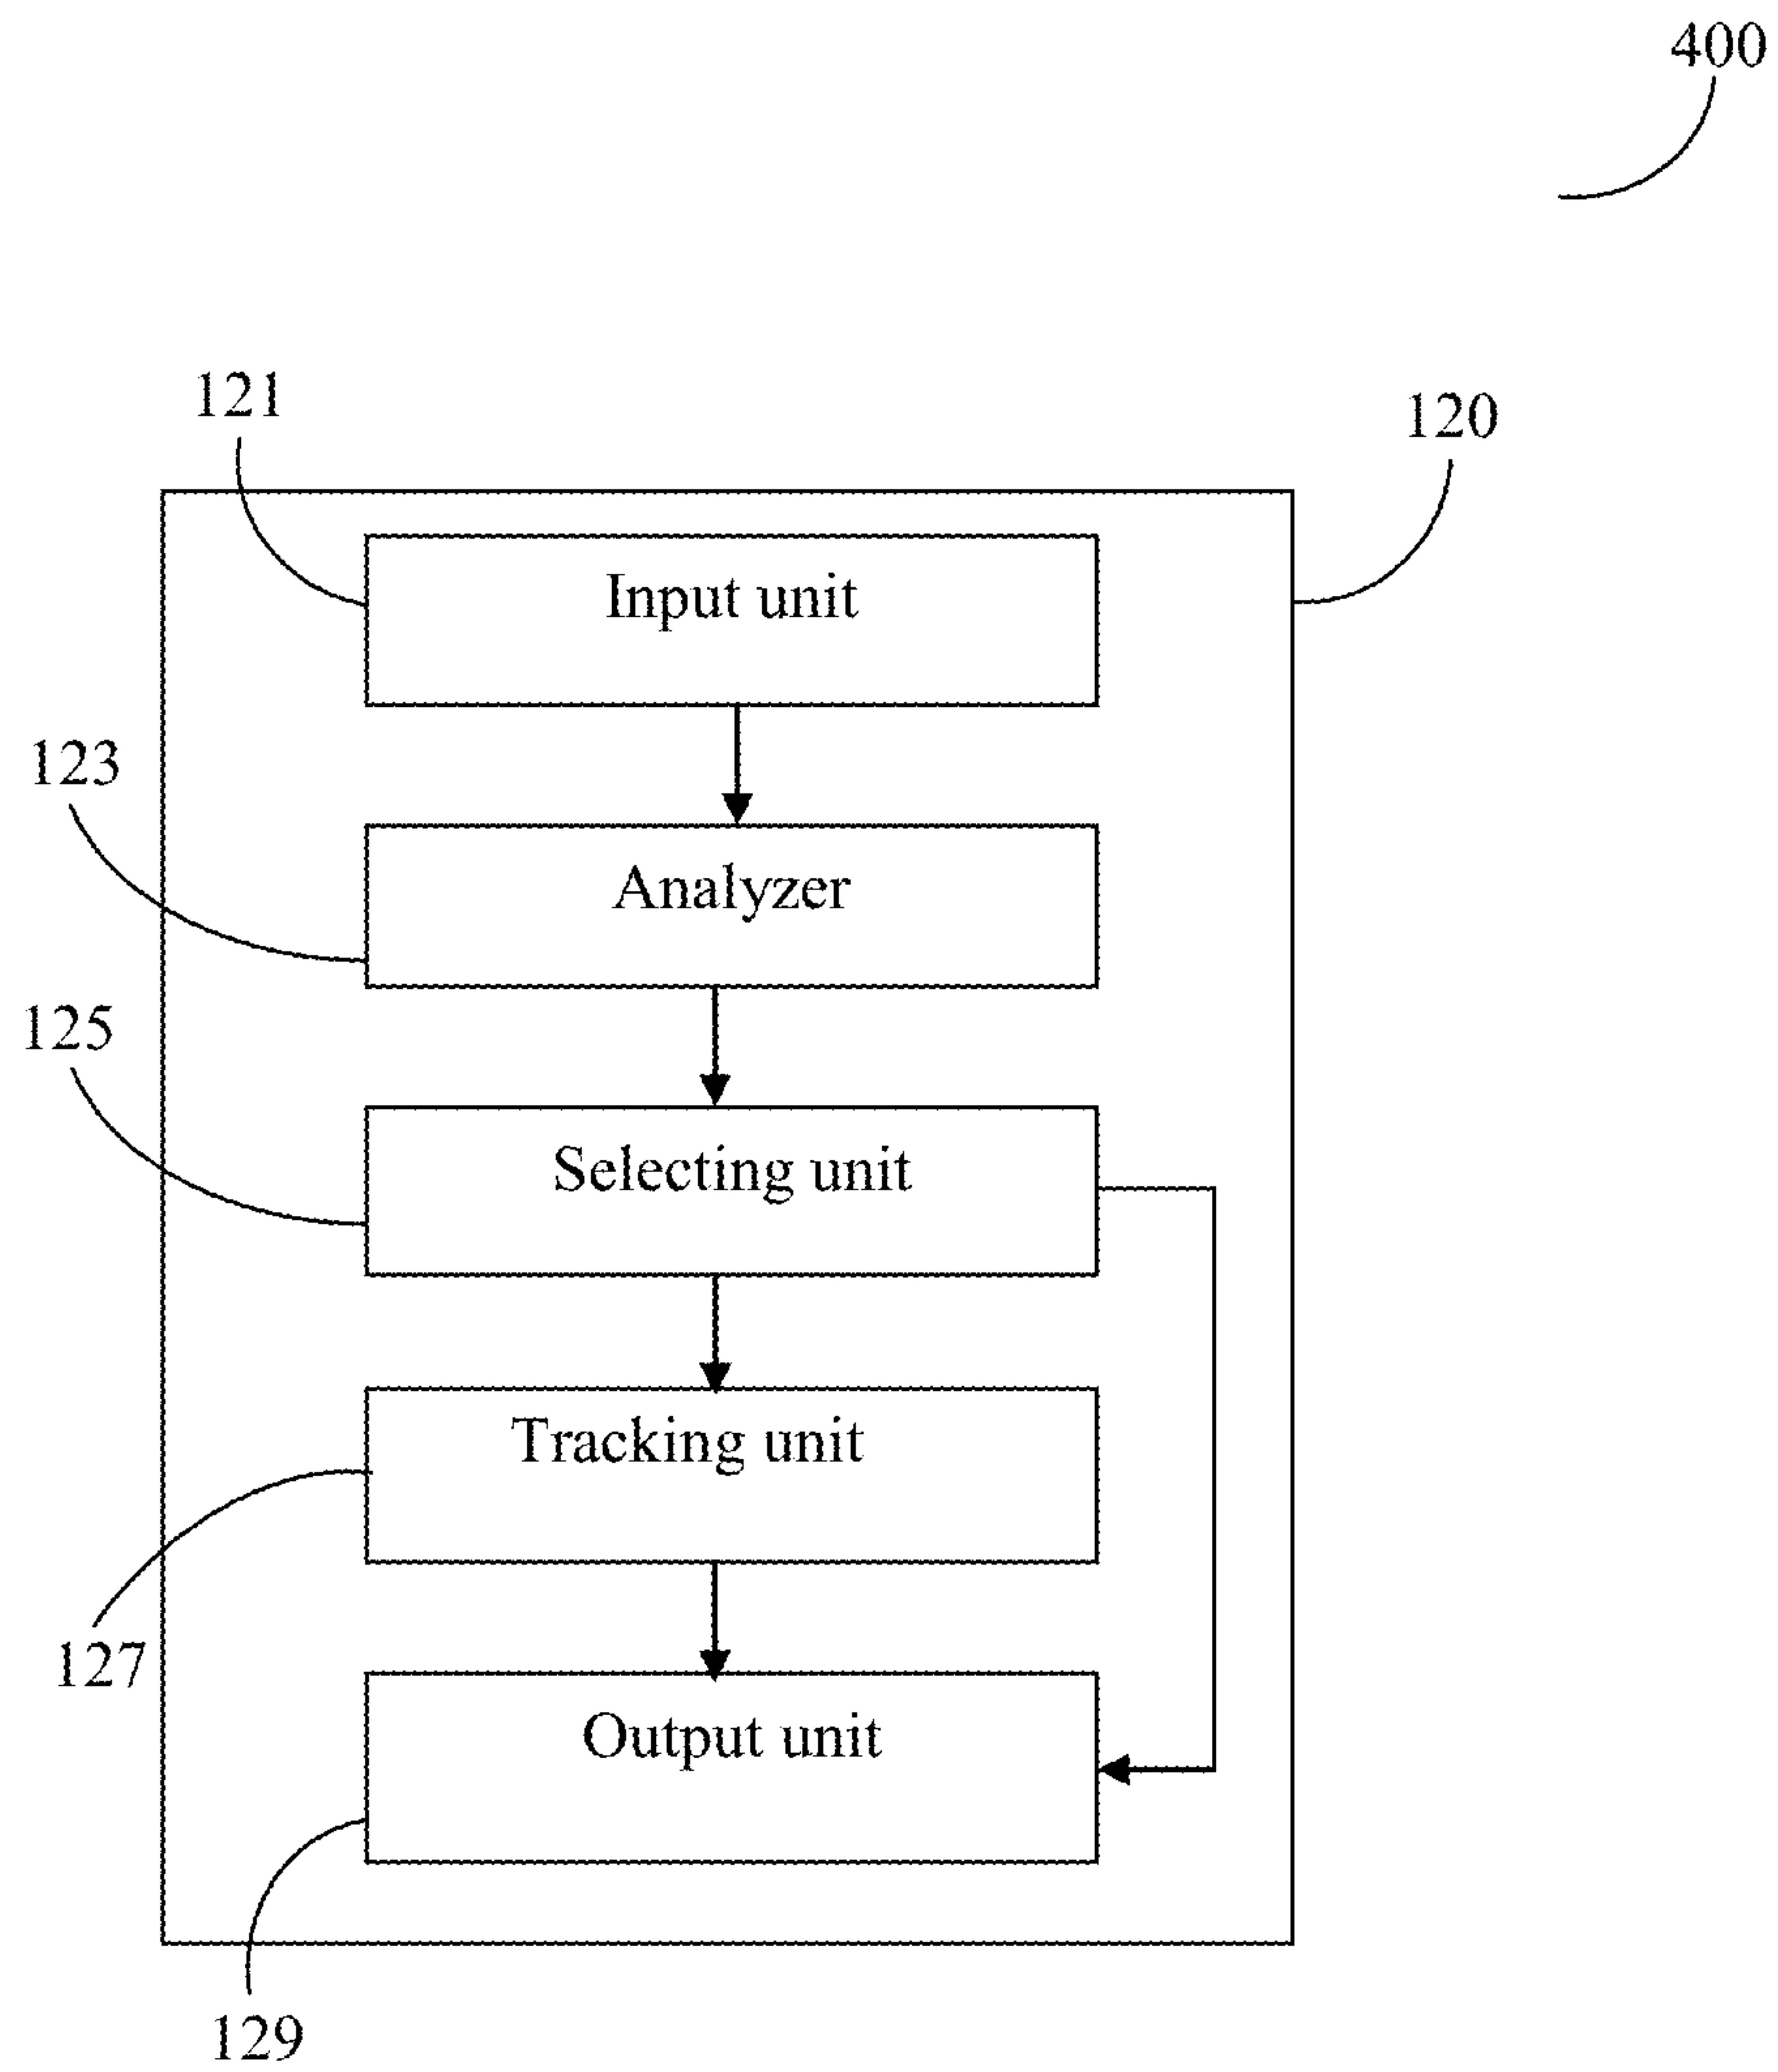 400
121
120
Input unit
123
Analyzer
125
Selecting unit
Tracking unit
127
Output unit
129